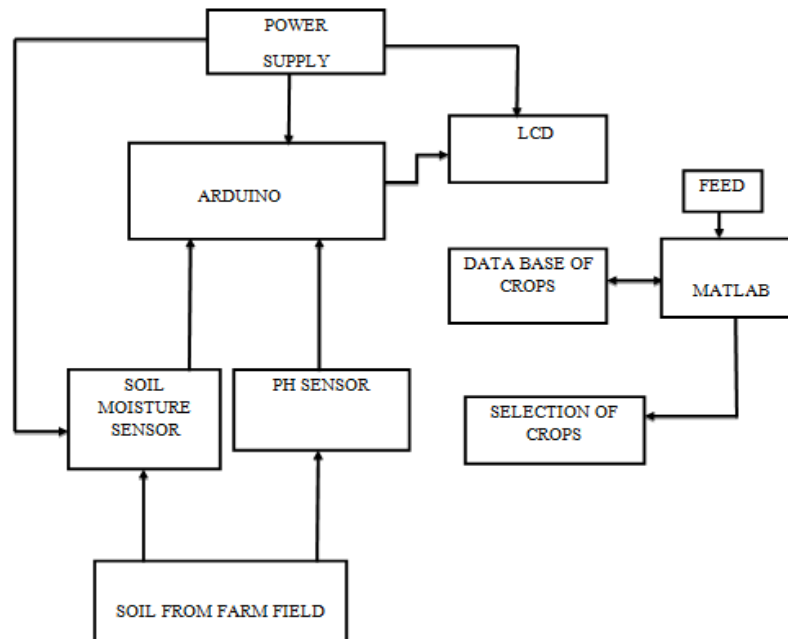 POWER
SUPPLY
LCD
ARDUINO
FEED
DATA BASE OF
CROPS
MATLAB
SOIL
MOISTURE
SENSOR
PH SENSOR
SELECTION OF
CROPS
SOIL FROM FARM FIELD